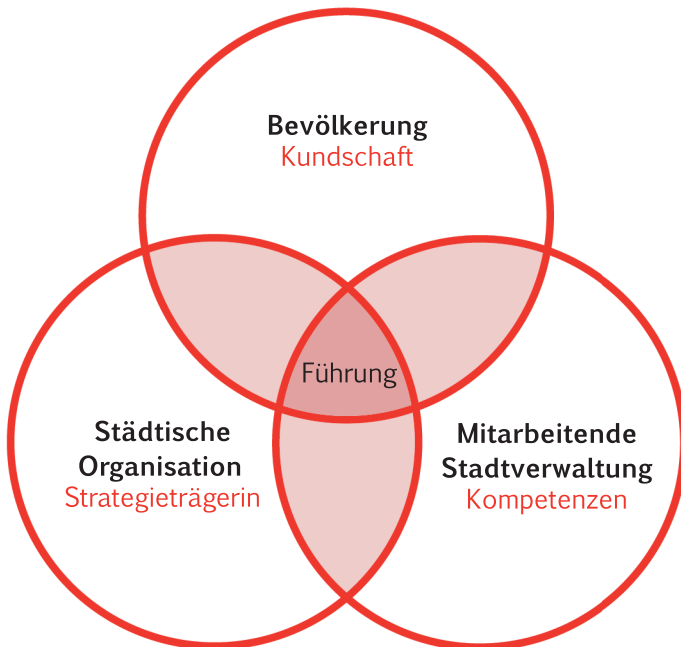 Bevölkerung
Kundschaft
Führung
Städtische
Organisation
Strategieträgerin
Mitarbeitende
Stadtverwaltung
Kompetenzen